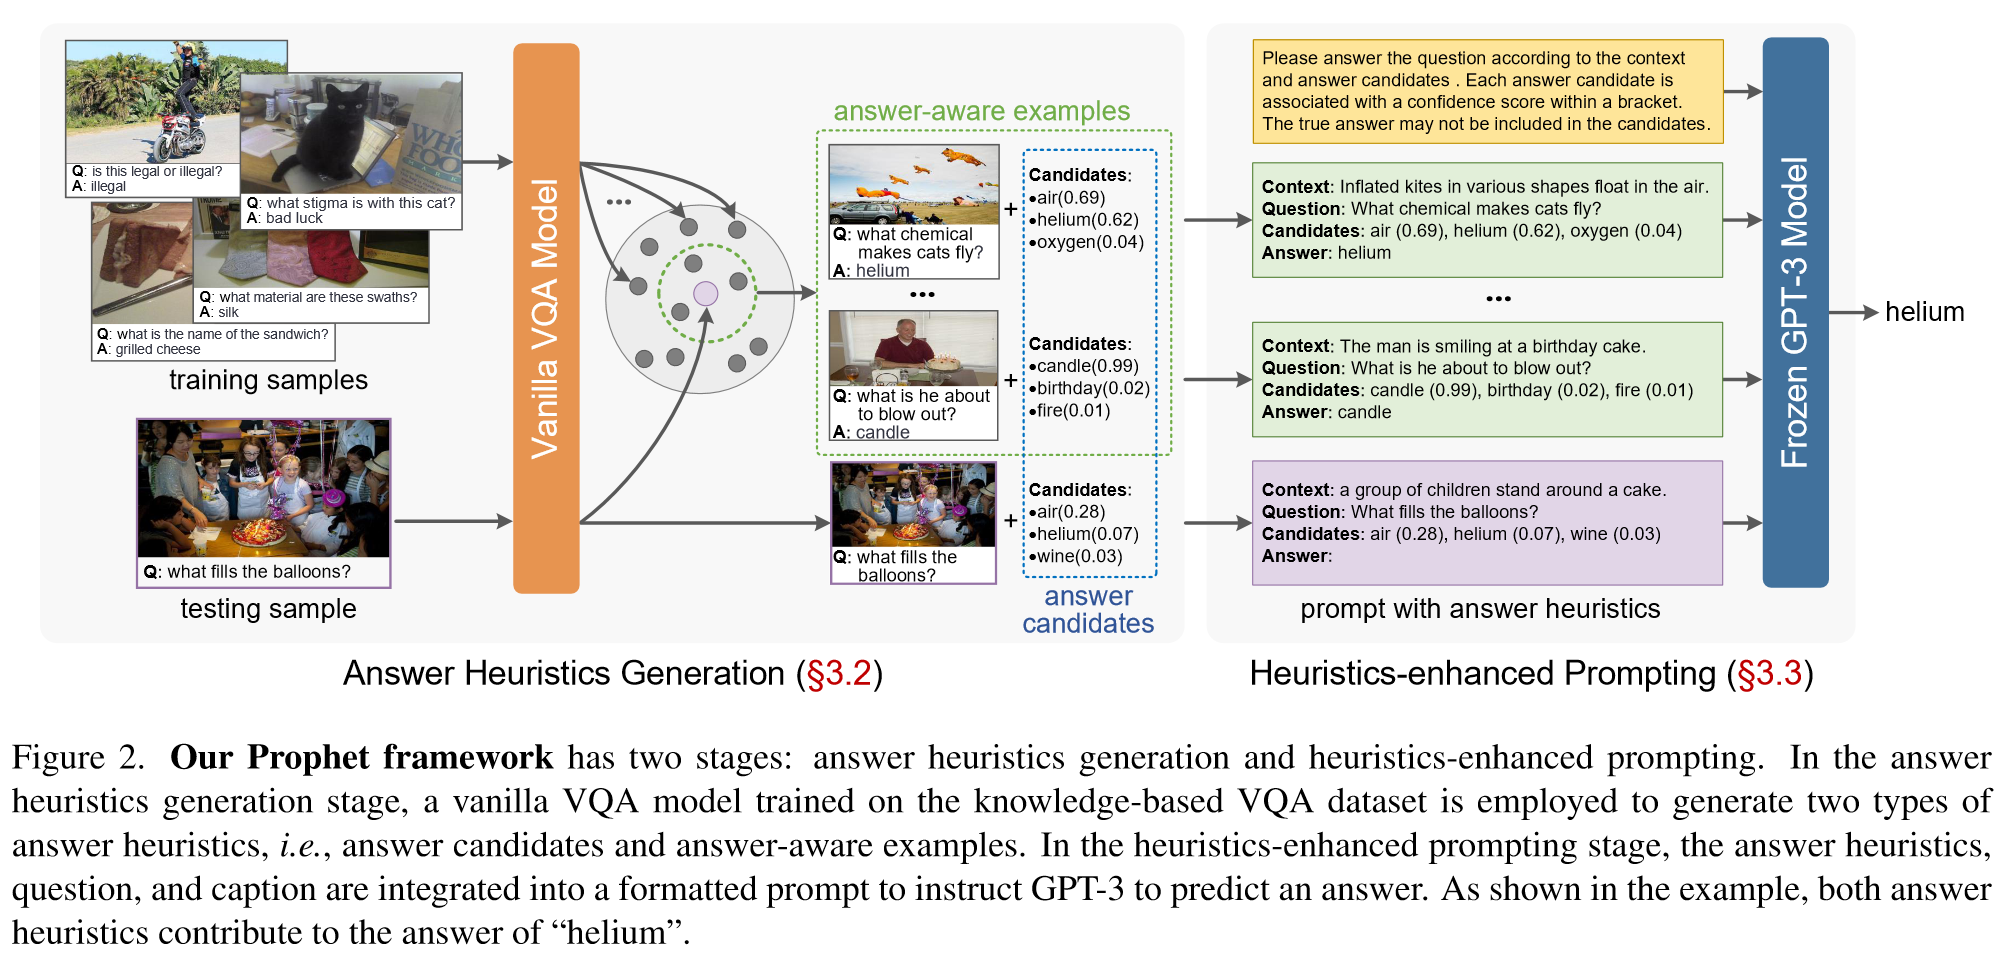 Q: is this legal or illegal?
A: illegal
Q: what stigma is with this cat?
A: bad luck
Q: what material are these swaths?
A: silk
Q: what is the name of the sandwich?
A: grilled cheese
training samples
Q: what fills the balloons?
testing sample
Vanilla VQA Model
...
answer-aware examples
Q: what chemical
makes cats fly?
A: helium
+
Candidates:
•air(0.69)
•helium(0.62)
•oxygen(0.04)
...
Q: what is he about
to blow out?
A: candle
+
Candidates:
•candle(0.99)
•birthday(0.02)
•fire(0.01)
Q: what fills the
balloons?
+
Candidates:
•air(0.28)
•helium(0.07)
•wine(0.03)
answer
candidates
Answer Heuristics Generation (§3.2)
Please answer the question according to the context
and answer candidates . Each answer candidate is
associated with a confidence score within a bracket.
The true answer may not be included in the candidates.
Context: Inflated kites in various shapes float in the air.
Question: What chemical makes cats fly?
Candidates: air (0.69), helium (0.62), oxygen (0.04)
Answer: helium
...
Context: The man is smiling at a birthday cake.
Question: What is he about to blow out?
Candidates: candle (0.99), birthday (0.02), fire (0.01)
Answer: candle
Context: a group of children stand around a cake.
Question: What fills the balloons?
Candidates: air (0.28), helium (0.07), wine (0.03)
Answer:
prompt with answer heuristics
Frozen GPT-3 Model
helium
Heuristics-enhanced Prompting (§3.3)
Figure 2. Our Prophet framework has two stages: answer heuristics generation and heuristics-enhanced prompting. In the answer
heuristics generation stage, a vanilla VQA model trained on the knowledge-based VQA dataset is employed to generate two types of
answer heuristics, i.e., answer candidates and answer-aware examples. In the heuristics-enhanced prompting stage, the answer heuristics,
question, and caption are integrated into a formatted prompt to instruct GPT-3 to predict an answer. As shown in the example, both answer
heuristics contribute to the answer of “helium”.